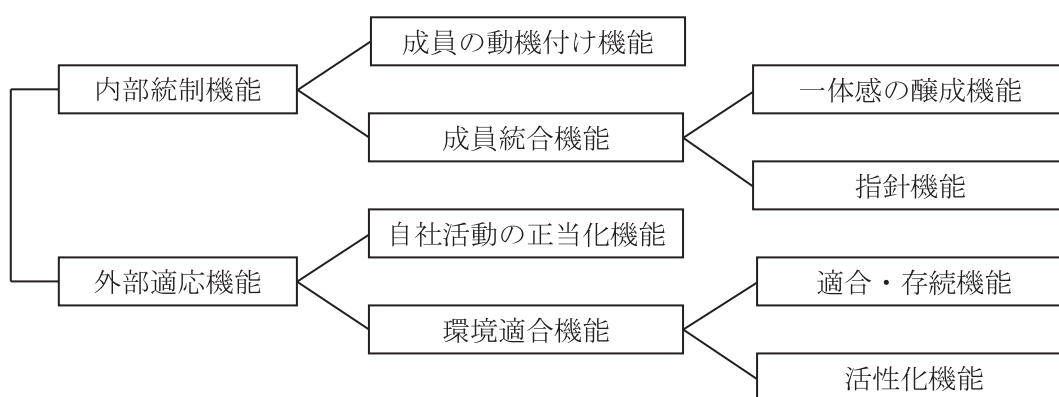 成員の動機付け機能
内部統制機能
一体感の醸成機能
成員統合機能
指針機能
自社活動の正当化機能
外部適応機能
適合・存続機能
環境適合機能
活性化機能